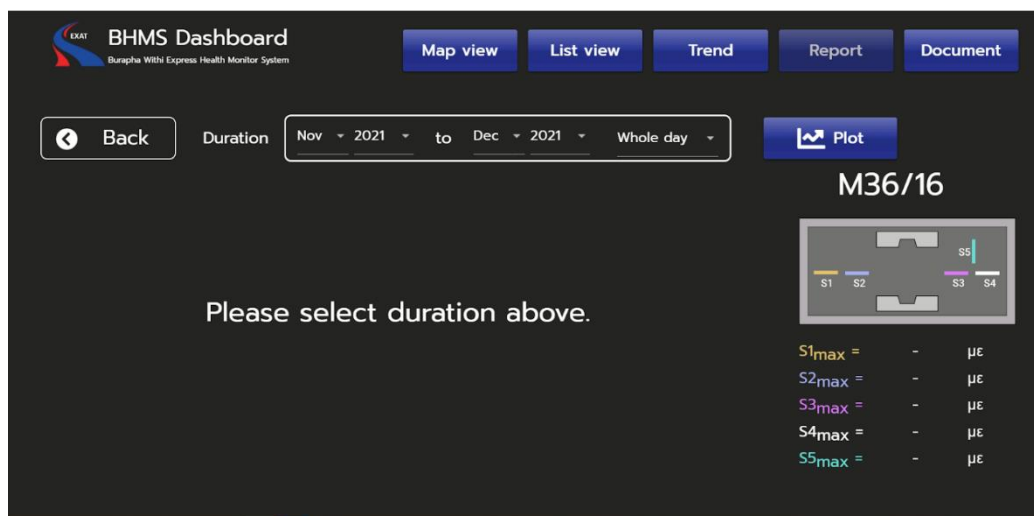 EXAT
BHMS Dashboard
Burapha Withi Express Health Monitor System
Map view
List view
Trend
Report
Document
Back
Duration
Nov 2021 to Dec 2021 Whole day
Plot
M36/16
S5
S1 S2 S3 S4
Please select duration above.
S1max = - με
S2max = - με
S3max = - με
S4max = - με
S5max = - με